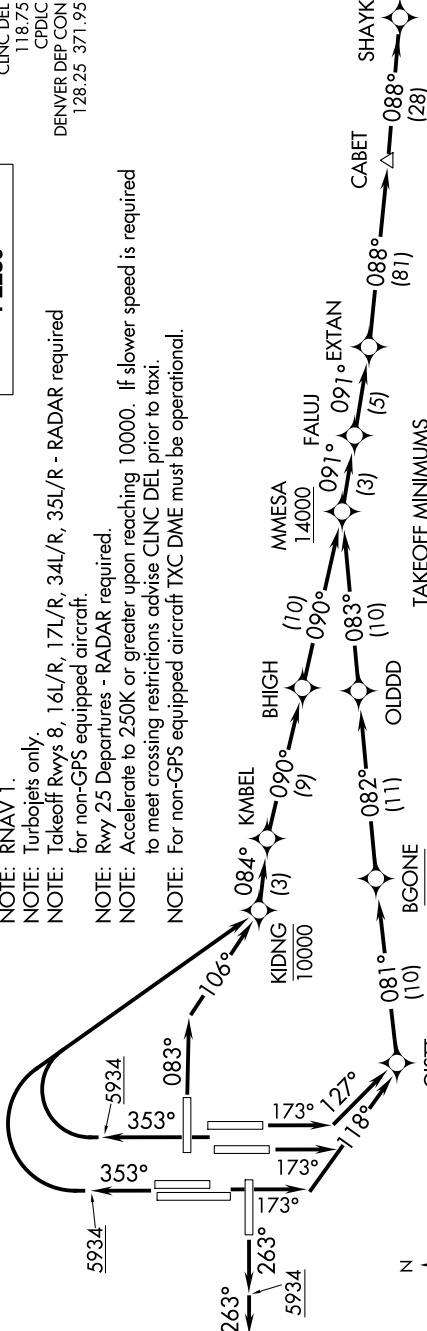 CLNC DEL
118.75
CPDLC
DENVER DEP CON
128.25 371.95
NOTE: RNAV 1.
NOTE: Turbojets only.
NOTE: Takeoff Rwys 8, 16L/R, 17L/R, 34L/R, 35L/R - RADAR required
for non-GPS equipped aircraft.
NOTE: Rwy 25 Departures - RADAR required.
NOTE: Accelerate to 250K or greater upon reaching 10000. If slower speed is required
to meet crossing restrictions advise CLNC DEL prior to taxi.
NOTE: For non-GPS equipped aircraft TXC DME must be operational.
SHAYK
088°
(28)
CABET
088°
(81)
EXTAN
091°
(5)
FALUJ
091°
(3)
MMESA
14000
(10)
090°
BHIGH
090°
(9)
KMBEL
084°
(3)
KIDNG
10000
106°
083°
083°
(10)
OLDDD
082°
(11)
BGONE
081°
(10)
127°
118°
173°
173°
173°
353°
5934
353°
5934
263°
263°
5934
TAKEOFF MINIMUMS
N